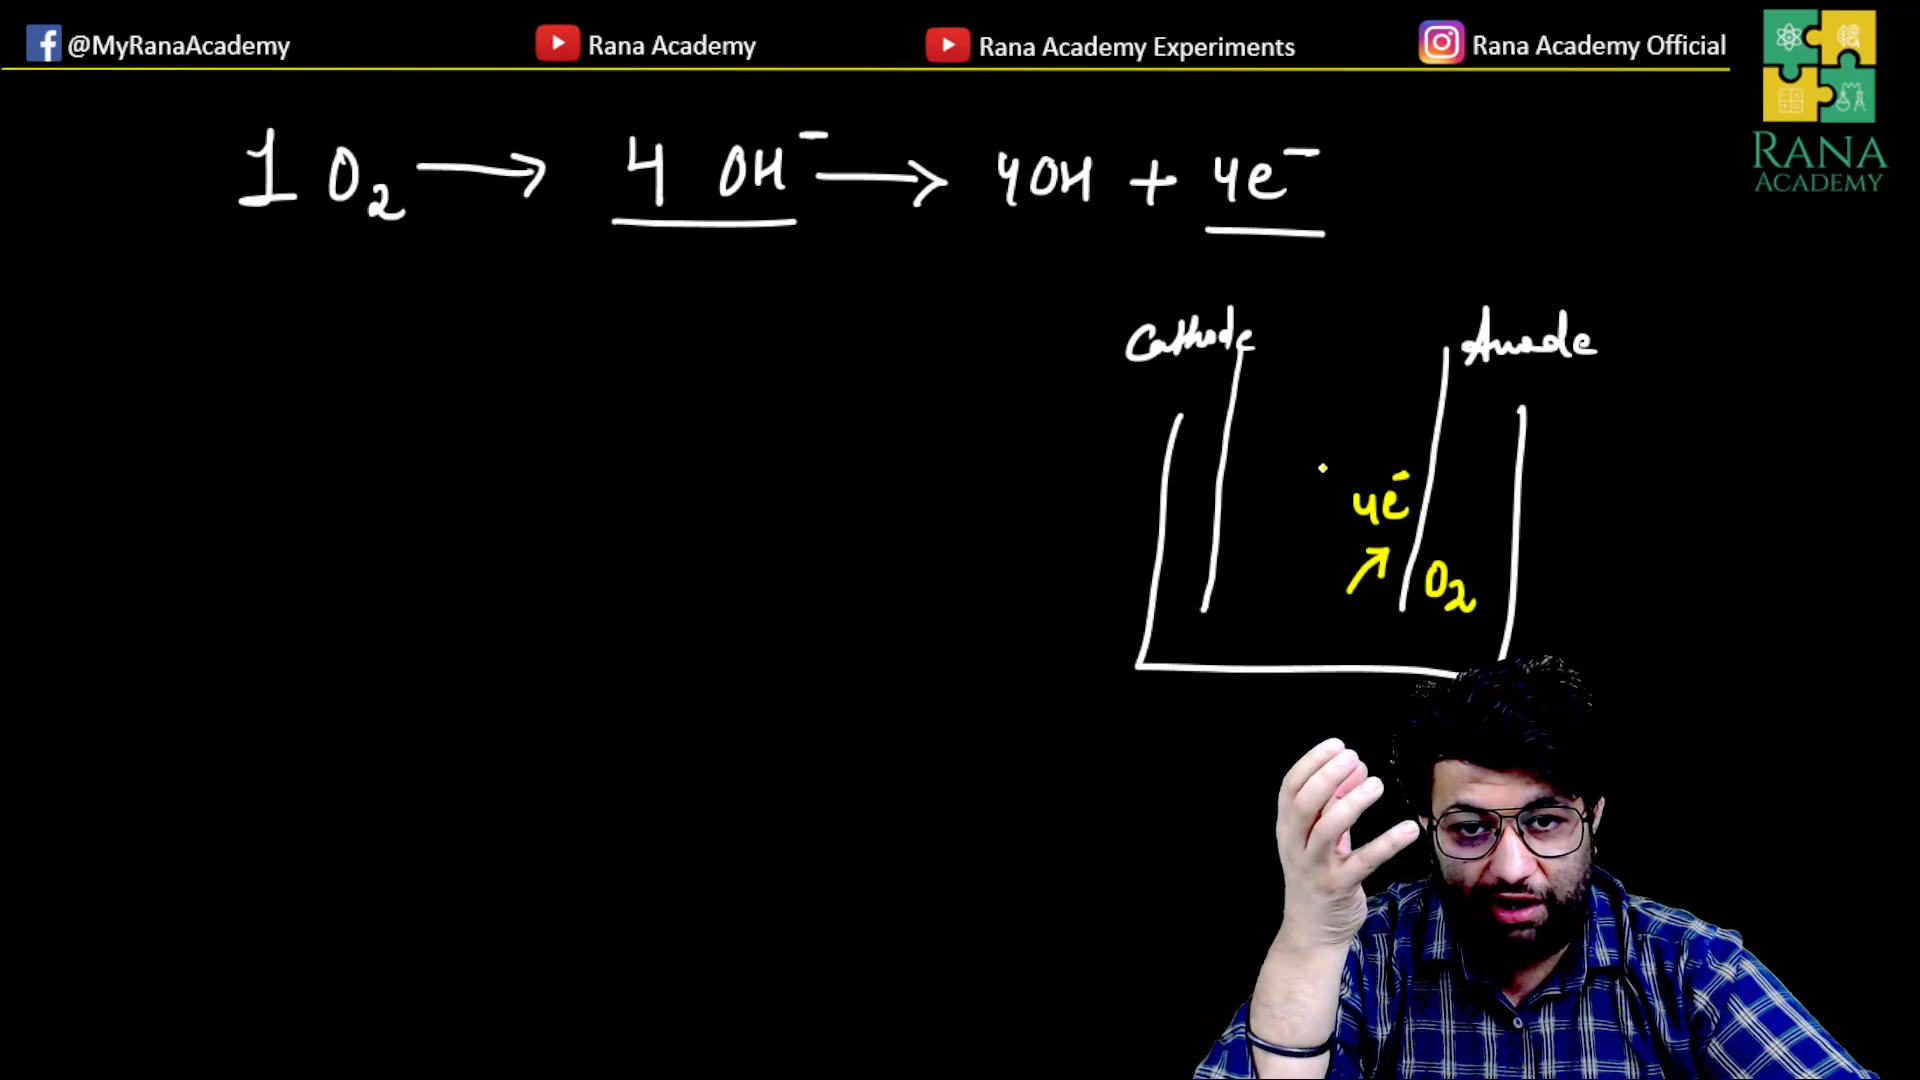 @MyRanaAcademy
Rana Academy
Rana Academy Experiments
Rana Academy Official
RANA
ACADEMY
1 O₂ ⟶ 4 OH⁻ ⟶ 4OH + 4e⁻
Cathode
Anode
4e⁻
O₂